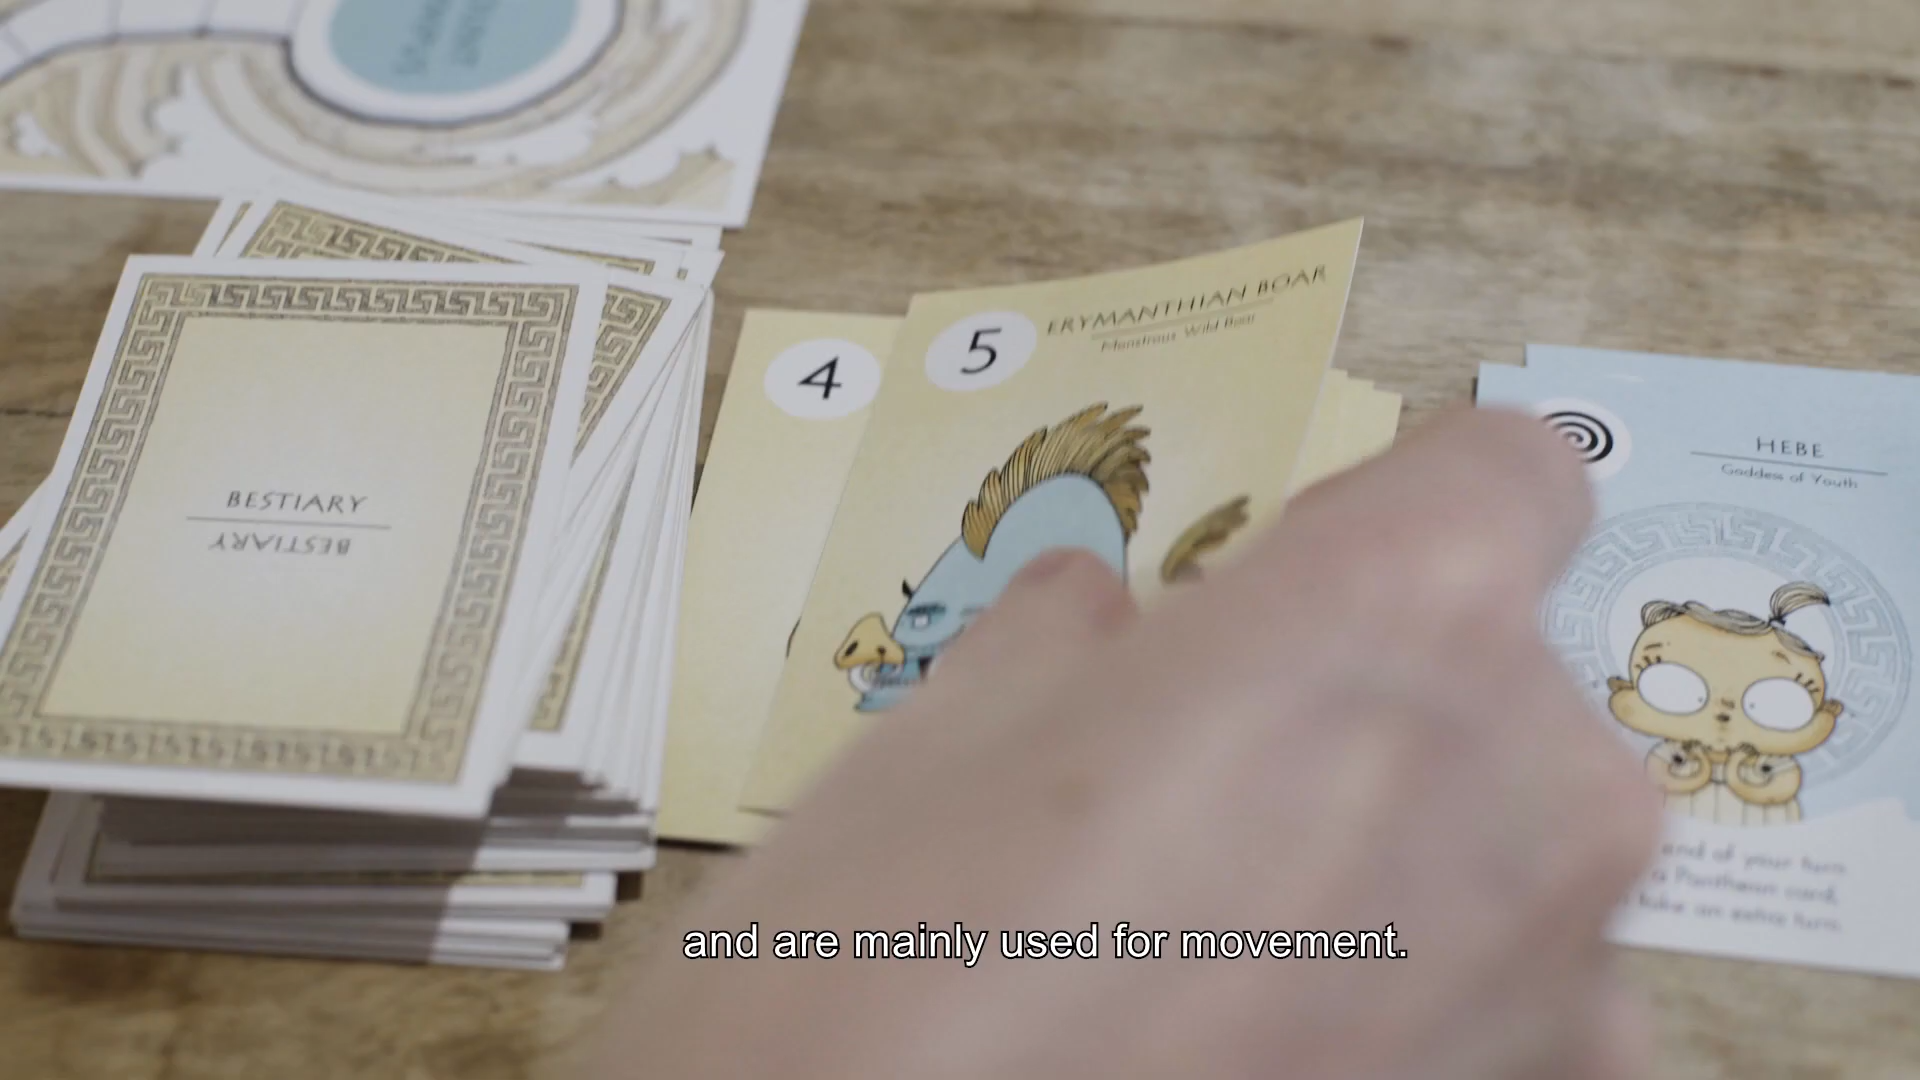 BESTIARY
BESTIARY
4
5
ERYMANTHIAN BOAR
Monstrous Wild Boar
HEBE
Goddess of Youth
end of your turn
a Pantheon card,
take an extra turn.
and are mainly used for movement.